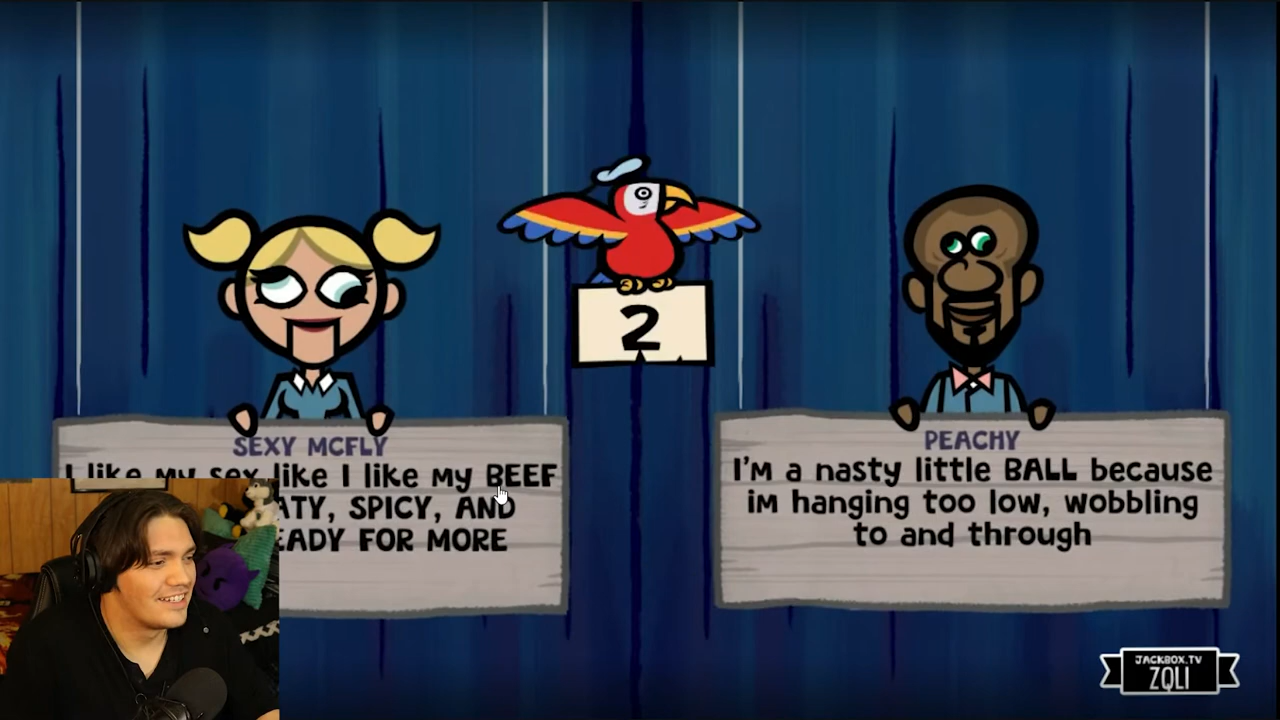 2
SEXY MCFLY
I like my sex like I like my BEEF
ATY, SPICY, AND
EADY FOR MORE
PEACHY
I'M a nasty little BALL because
iM hanging too low, wobbling
to and through
JACKBOX.TV
ZQLI